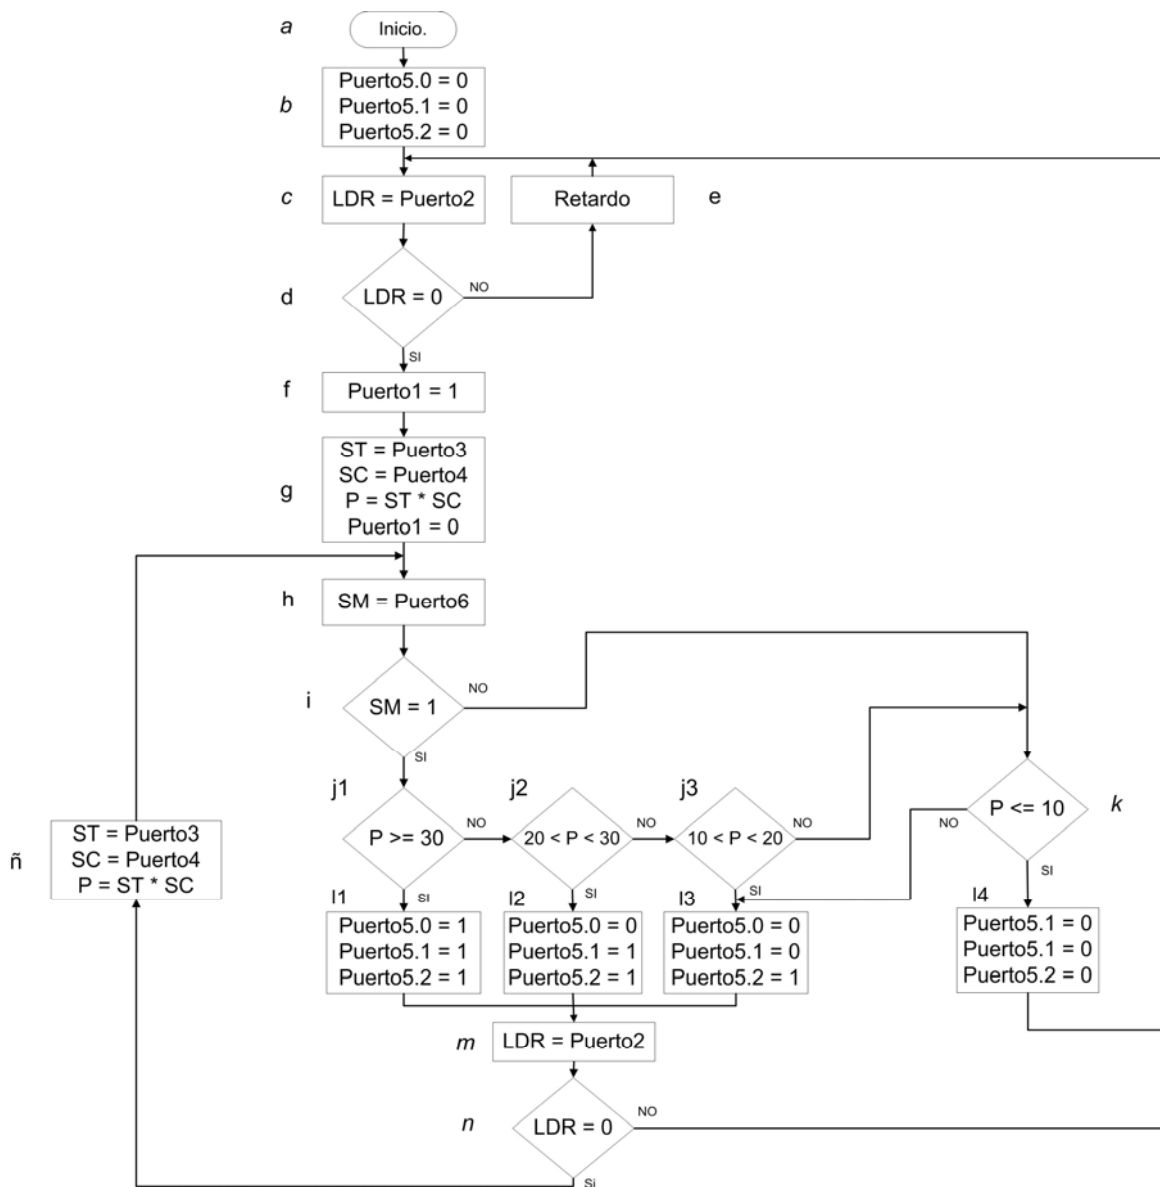 a
Inicio.
b
Puerto5.0 = 0
Puerto5.1 = 0
Puerto5.2 = 0
c
LDR = Puerto2
Retardo
e
d
LDR = 0
NO
SI
f
Puerto1 = 1
g
ST = Puerto3
SC = Puerto4
P = ST * SC
Puerto1 = 0
h
SM = Puerto6
i
SM = 1
NO
SI
j1
P >= 30
NO
SI
j2
20 < P < 30
NO
SI
j3
10 < P < 20
NO
SI
P <= 10
k
NO
SI
ñ
ST = Puerto3
SC = Puerto4
P = ST * SC
l1
Puerto5.0 = 1
Puerto5.1 = 1
Puerto5.2 = 1
l2
Puerto5.0 = 0
Puerto5.1 = 1
Puerto5.2 = 1
l3
Puerto5.0 = 0
Puerto5.1 = 0
Puerto5.2 = 1
l4
Puerto5.1 = 0
Puerto5.1 = 0
Puerto5.2 = 0
m
LDR = Puerto2
n
LDR = 0
NO
Si